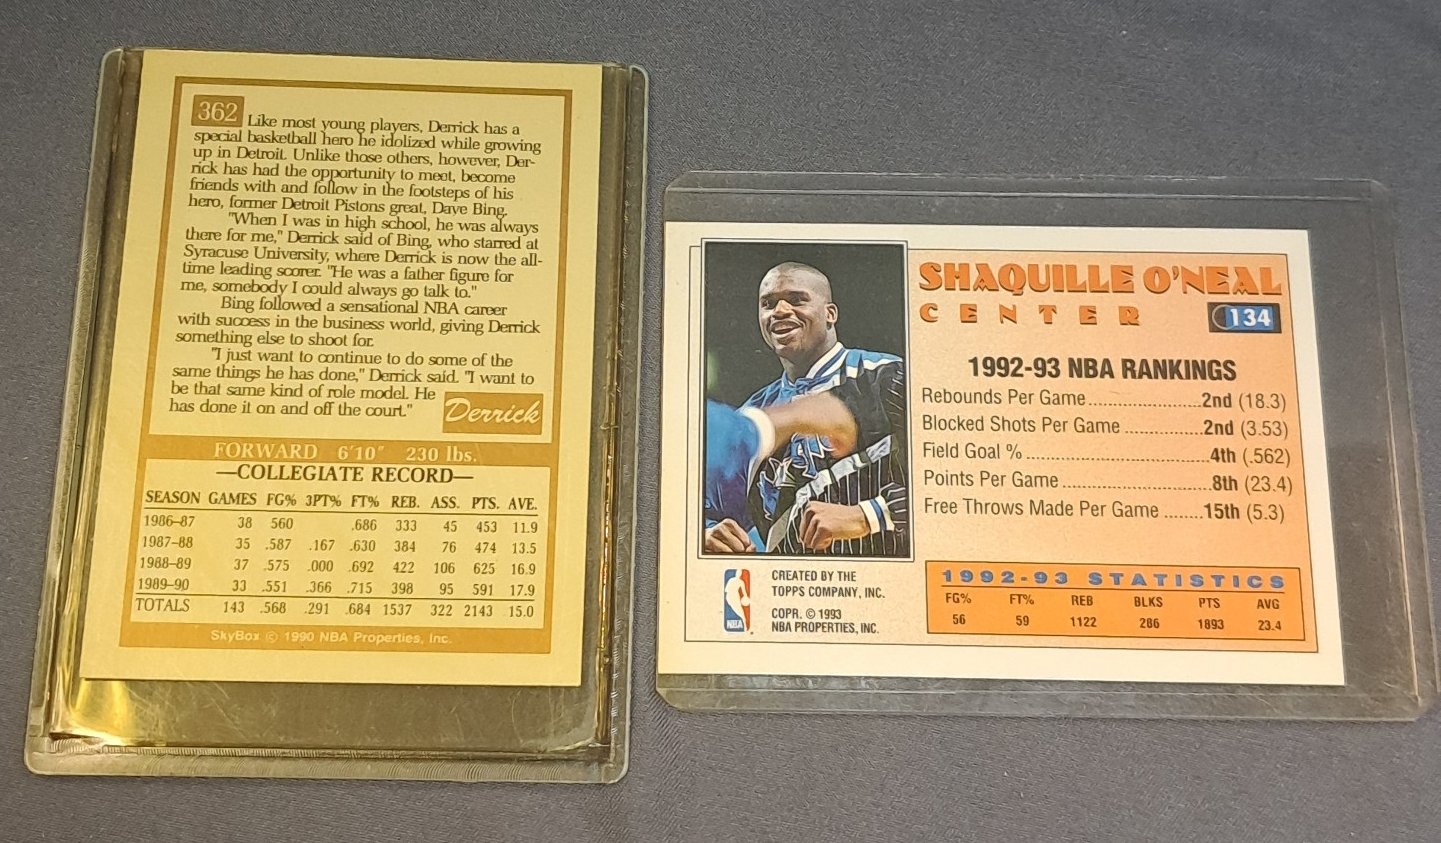 362 Like most young players, Derrick has a
special basketball hero he idolized while growing
up in Detroit. Unlike those others, however, Der-
rick has had the opportunity to meet, become
friends with and follow in the footsteps of his
hero, former Detroit Pistons great, Dave Bing.
"When I was in high school, he was always
there for me," Derrick said of Bing, who starred at
Syracuse University, where Derrick is now the all-
time leading scorer. "He was a father figure for
me, somebody I could always go talk to."
Bing followed a sensational NBA career
with success in the business world, giving Derrick
something else to shoot for.
"I just want to continue to do some of the
same things he has done," Derrick said. "I want to
be that same kind of role model. He
has done it on and off the court."
Derrick
FORWARD 6'10" 230 lbs.
—COLLEGIATE RECORD—
SEASON GAMES FG% 3PT% FT% REB. ASS. PTS. AVE.
1986–87 38 560 .686 333 45 453 11.9
1987–88 35 .587 .167 .630 384 76 474 13.5
1988–89 37 .575 .000 .692 422 106 625 16.9
1989–90 33 .551 .366 .715 398 95 591 17.9
TOTALS 143 .568 .291 .684 1537 322 2143 15.0
SkyBox © 1990 NBA Properties, Inc.
SHAQUILLE O'NEAL
CENTER
134
1992-93 NBA RANKINGS
Rebounds Per Game.....................2nd (18.3)
Blocked Shots Per Game ..............2nd (3.53)
Field Goal %.................................4th (.562)
Points Per Game ...........................8th (23.4)
Free Throws Made Per Game .......15th (5.3)
NBA
CREATED BY THE
TOPPS COMPANY, INC.
COPR. © 1993
NBA PROPERTIES, INC.
1992-93 STATISTICS
FG% FT% REB BLKS PTS AVG
56 59 1122 286 1893 23.4